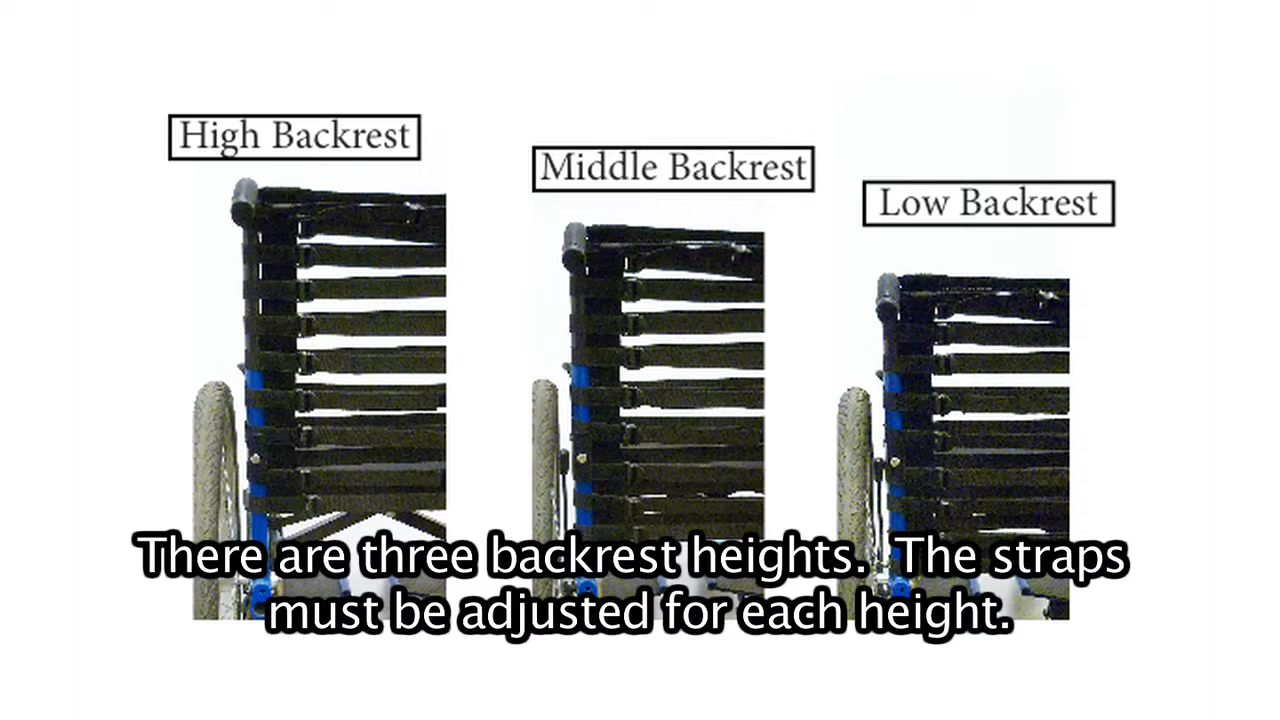 High Backrest
Middle Backrest
Low Backrest
There are three backrest heights.  The straps
must be adjusted for each height.